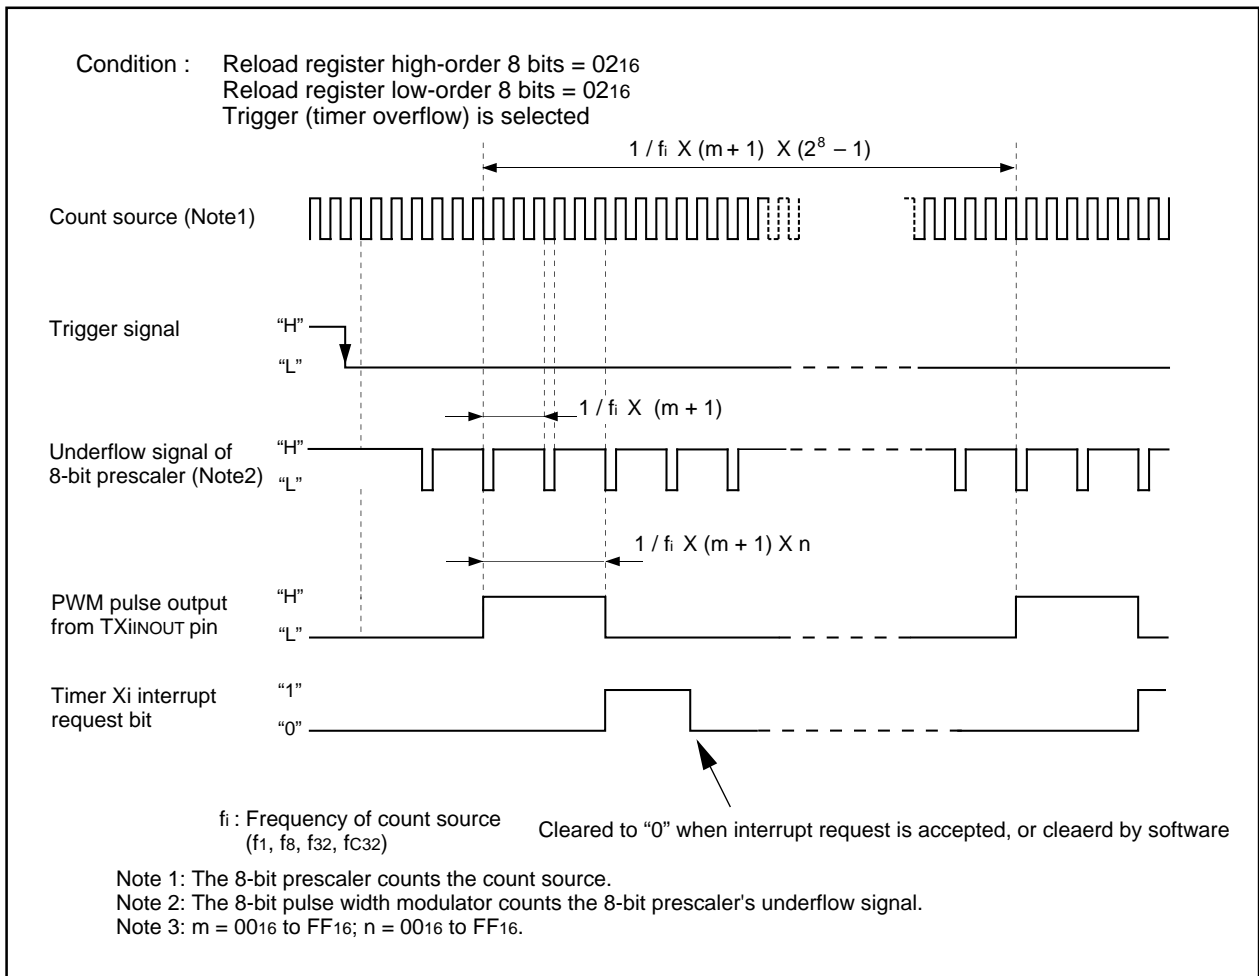 Condition : Reload register high-order 8 bits = 0216
Reload register low-order 8 bits = 0216
Trigger (timer overflow) is selected
1 / fi X (m + 1) X (2^8 – 1)
Count source (Note1)
Trigger signal
“H”
“L”
1 / fi X (m + 1)
Underflow signal of
8-bit prescaler (Note2)
“H”
“L”
1 / fi X (m + 1) X n
PWM pulse output
from TXiINOUT pin
“H”
“L”
Timer Xi interrupt
request bit
“1”
“0”
fi : Frequency of count source
(f1, f8, f32, fC32)
Cleared to “0” when interrupt request is accepted, or cleaerd by software
Note 1: The 8-bit prescaler counts the count source.
Note 2: The 8-bit pulse width modulator counts the 8-bit prescaler's underflow signal.
Note 3: m = 0016 to FF16; n = 0016 to FF16.